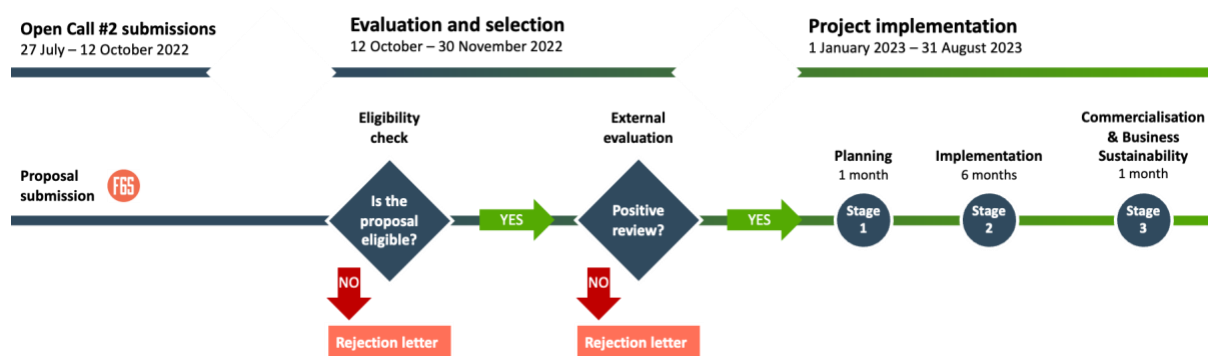 Open Call #2 submissions
27 July – 12 October 2022
Evaluation and selection
12 October – 30 November 2022
Project implementation
1 January 2023 – 31 August 2023
Proposal
submission
F6S
Eligibility
check
Is the
proposal
eligible?
YES
NO
Rejection letter
External
evaluation
Positive
review?
YES
NO
Rejection letter
Planning
1 month
Stage
1
Implementation
6 months
Stage
2
Commercialisation
& Business
Sustainability
1 month
Stage
3